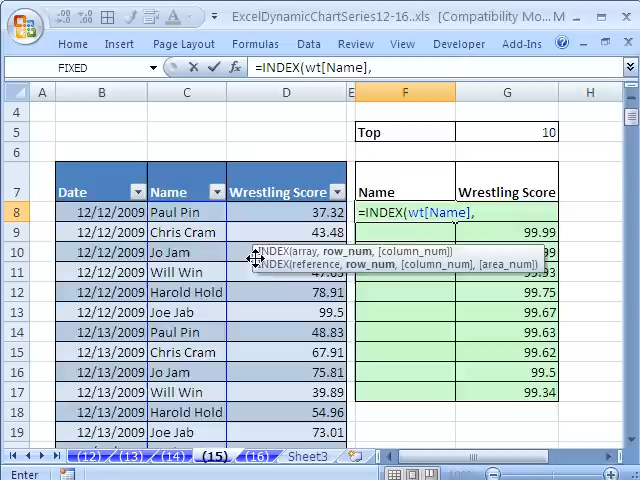 ExcelDynamicChartSeries12-16..xls [Compatibility Mo...
Home Insert Page Layout Formulas Data Review View Developer Add-Ins
FIXED =INDEX(wt[Name],
A B C D E F G H
4
5 Top 10
6
7 Date Name Wrestling Score Name Wrestling Score
8 12/12/2009 Paul Pin 37.32 =INDEX(wt[Name],
9 12/12/2009 Chris Cram 43.48 99.99
INDEX(array, row_num, [column_num])
10 12/12/2009 Jo Jam 99
INDEX(reference, row_num, [column_num], [area_num])
11 12/12/2009 Will Win 99.93
12 12/12/2009 Harold Hold 78.91 99.75
13 12/12/2009 Joe Jab 99.5 99.67
14 12/13/2009 Paul Pin 48.83 99.63
15 12/13/2009 Chris Cram 67.91 99.62
16 12/13/2009 Jo Jam 75.81 99.5
17 12/13/2009 Will Win 39.89 99.34
18 12/13/2009 Harold Hold 54.96
19 12/13/2009 Joe Jab 73.01
(12) (13) (14) (15) (16) Sheet3
Enter 100%